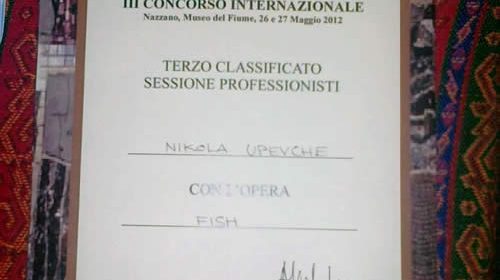 III CONCORSO INTERNAZIONALE
Nazzano, Museo del Fiume, 26 e 27 Maggio 2012
TERZO CLASSIFICATO
SESSIONE PROFESSIONISTI
NIKOLA UPEVCHE
CON L'OPERA
FISH